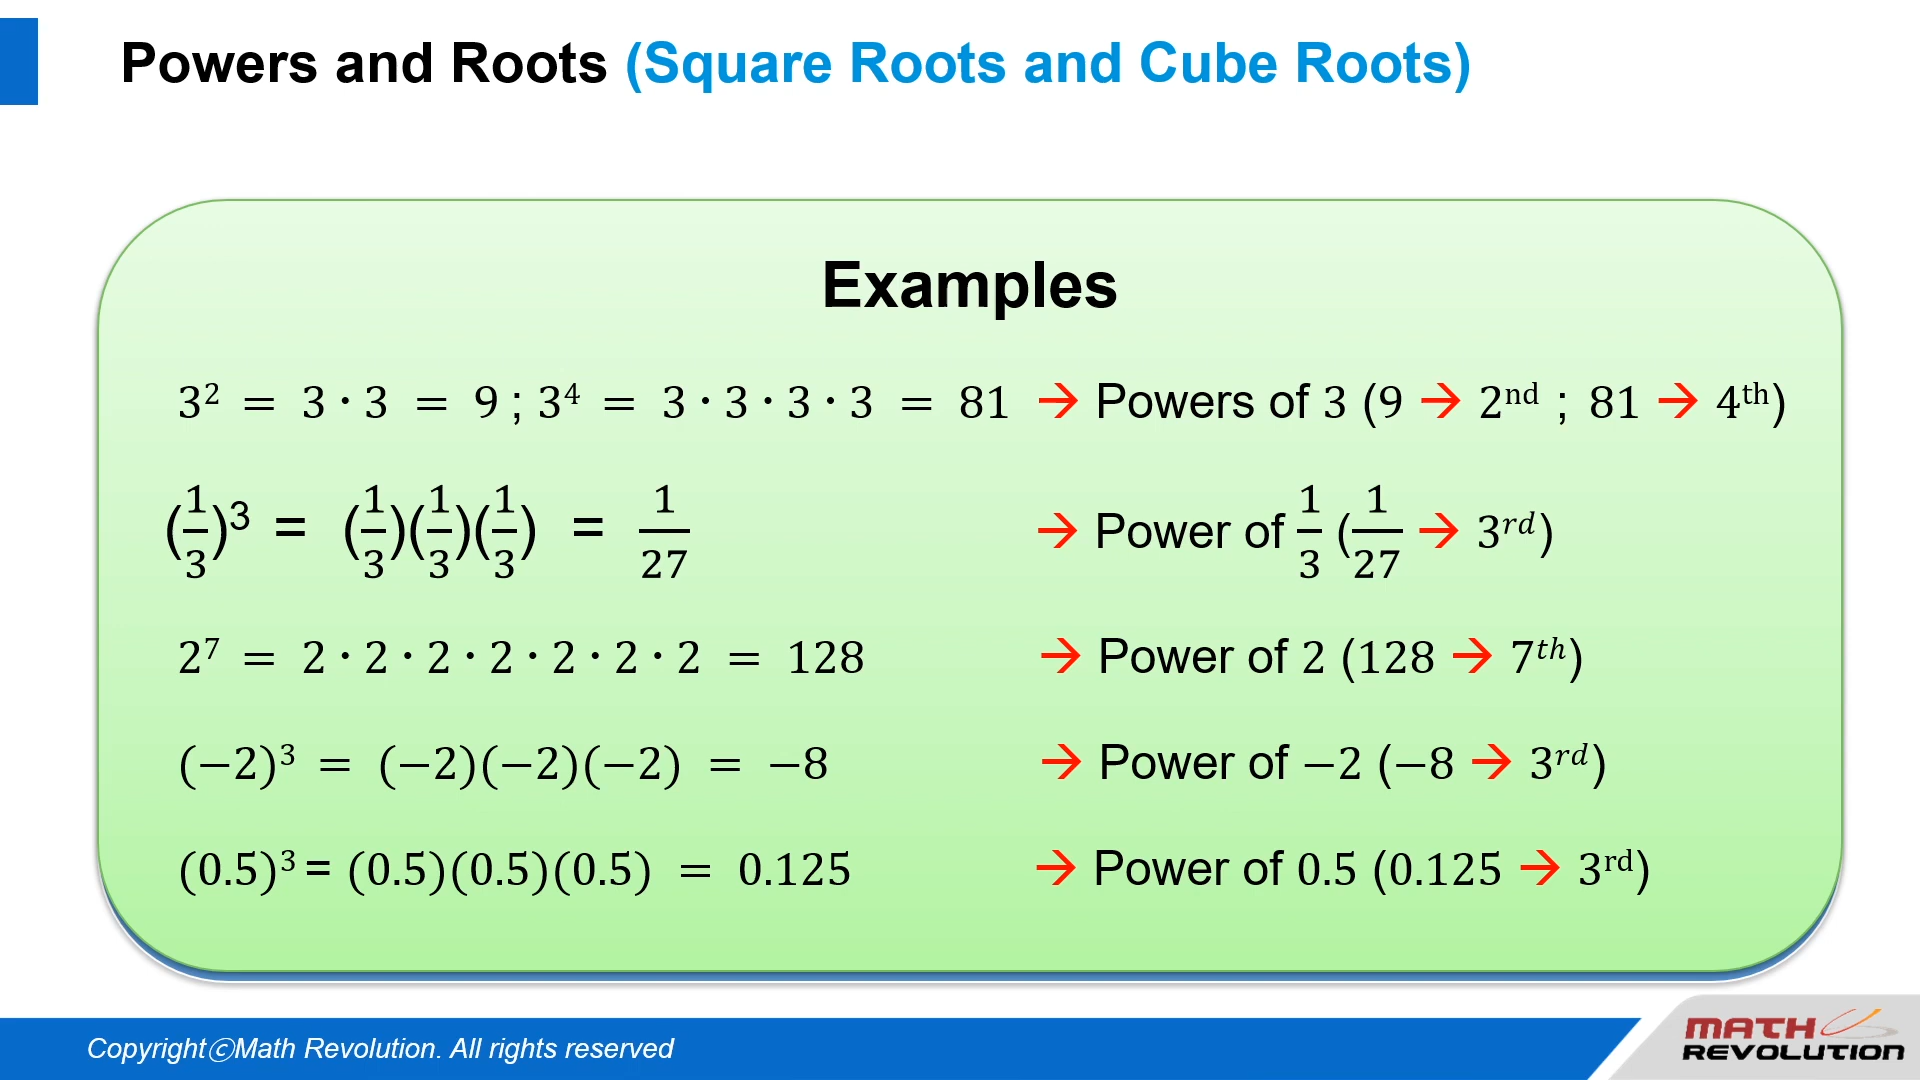 Powers and Roots (Square Roots and Cube Roots)
Examples
3² = 3 · 3 = 9 ; 3⁴ = 3 · 3 · 3 · 3 = 81 → Powers of 3 (9 → 2ⁿᵈ ; 81 → 4ᵗʰ)
(1/3)³ = (1/3)(1/3)(1/3) = 1/27 → Power of 1/3 (1/27 → 3ʳᵈ)
2⁷ = 2 · 2 · 2 · 2 · 2 · 2 · 2 = 128 → Power of 2 (128 → 7ᵗʰ)
(−2)³ = (−2)(−2)(−2) = −8 → Power of −2 (−8 → 3ʳᵈ)
(0.5)³ = (0.5)(0.5)(0.5) = 0.125 → Power of 0.5 (0.125 → 3ʳᵈ)
CopyrightⓒMath Revolution. All rights reserved
MATH
REVOLUTION